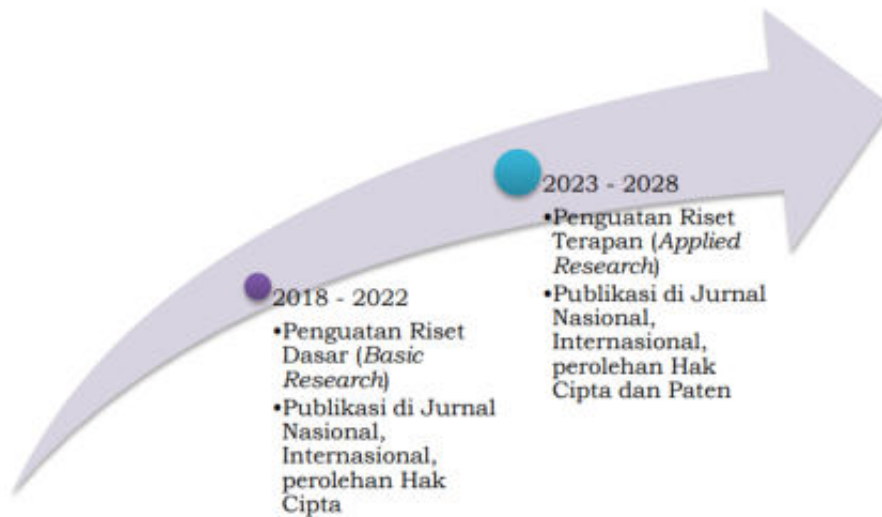 2018 - 2022
•Penguatan Riset
Dasar (Basic
Research)
•Publikasi di Jurnal
Nasional,
Internasional,
perolehan Hak
Cipta
2023 - 2028
•Penguatan Riset
Terapan (Applied
Research)
•Publikasi di Jurnal
Nasional,
Internasional,
perolehan Hak
Cipta dan Paten